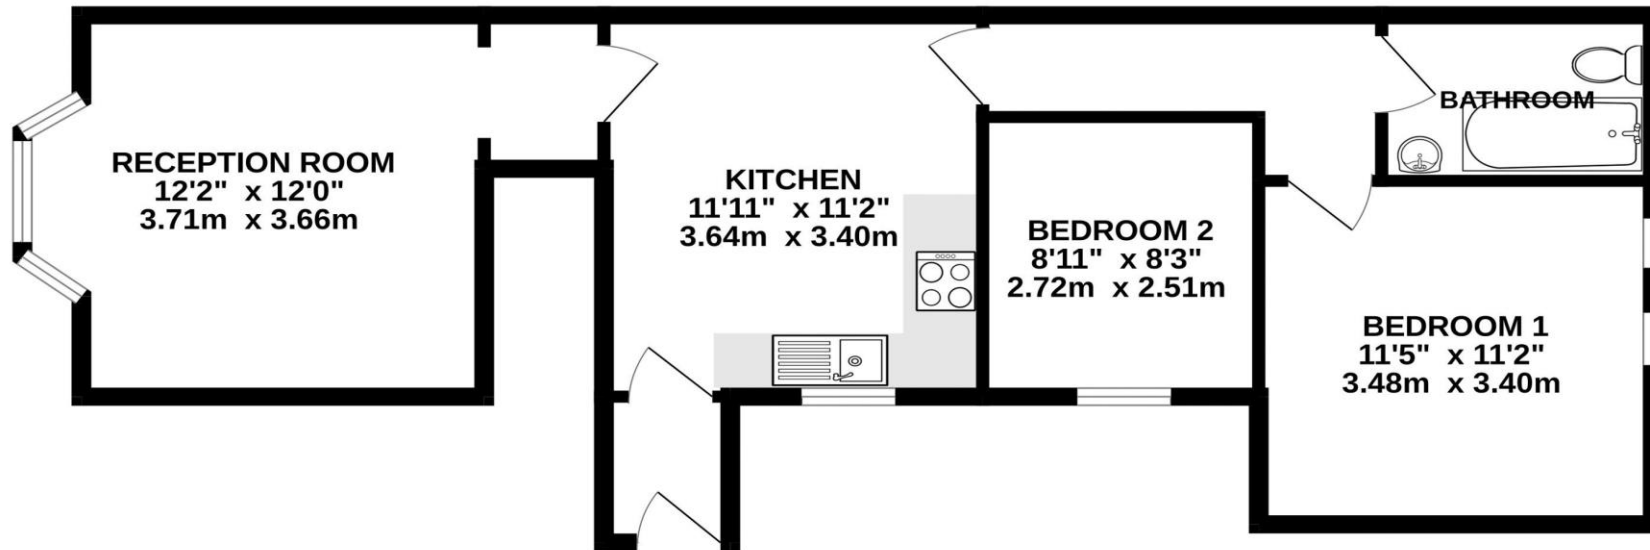 RECEPTION ROOM
12'2" x 12'0"
3.71m x 3.66m
KITCHEN
11'11" x 11'2"
3.64m x 3.40m
BEDROOM 2
8'11" x 8'3"
2.72m x 2.51m
BATHROOM
BEDROOM 1
11'5" x 11'2"
3.48m x 3.40m